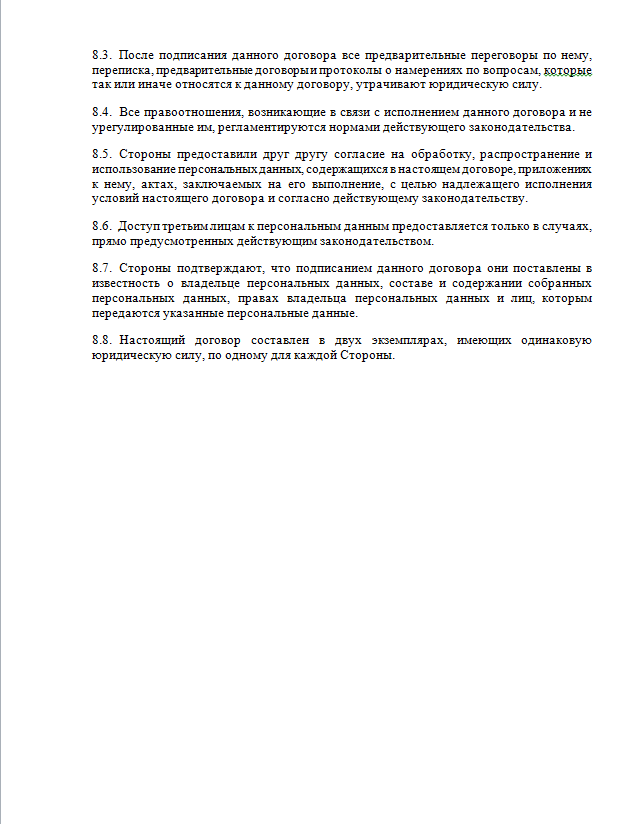 8.3. После подписания данного договора все предварительные переговоры по нему,
переписка, предварительные договоры и протоколы о намерениях по вопросам, которые
так или иначе относятся к данному договору, утрачивают юридическую силу.
8.4. Все правоотношения, возникающие в связи с исполнением данного договора и не
урегулированные им, регламентируются нормами действующего законодательства.
8.5. Стороны предоставили друг другу согласие на обработку, распространение и
использование персональных данных, содержащихся в настоящем договоре, приложениях
к нему, актах, заключаемых на его выполнение, с целью надлежащего исполнения
условий настоящего договора и согласно действующему законодательству.
8.6. Доступ третьим лицам к персональным данным предоставляется только в случаях,
прямо предусмотренных действующим законодательством.
8.7. Стороны подтверждают, что подписанием данного договора они поставлены в
известность о владельце персональных данных, составе и содержании собранных
персональных данных, правах владельца персональных данных и лиц, которым
передаются указанные персональные данные.
8.8. Настоящий договор составлен в двух экземплярах, имеющих одинаковую
юридическую силу, по одному для каждой Стороны.